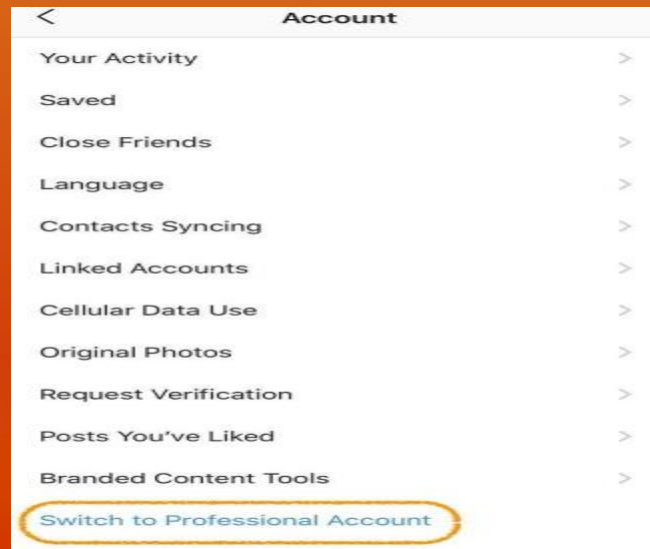 Account
Your Activity
Saved
Close Friends
Language
Contacts Syncing
Linked Accounts
Cellular Data Use
Original Photos
Request Verification
Posts You've Liked
Branded Content Tools
Switch to Professional Account